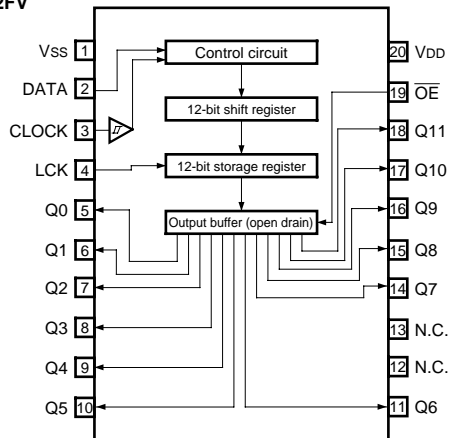 2FV
Vss 1
20 VDD
Control circuit
DATA 2
19 OE
12-bit shift register
CLOCK 3
18 Q11
LCK 4
12-bit storage register
17 Q10
Q0 5
Output buffer (open drain)
16 Q9
Q1 6
15 Q8
Q2 7
14 Q7
Q3 8
13 N.C.
Q4 9
12 N.C.
Q5 10
11 Q6